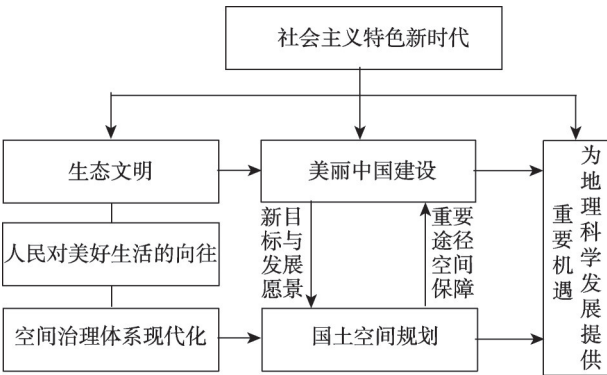 社会主义特色新时代
生态文明
美丽中国建设
人民对美好生活的向往
新目
标与
发展
愿景
重要
途径
空间
保障
空间治理体系现代化
国土空间规划
为地理科学发展提供
重要机遇